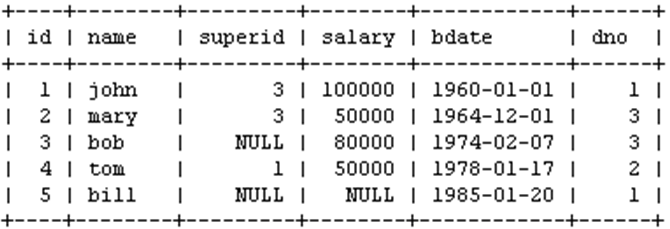 +----+------+---------+--------+------------+-----+
| id | name | superid | salary | bdate | dno |
+----+------+---------+--------+------------+-----+
| 1 | john | 3 | 100000 | 1960-01-01 | 1 |
| 2 | mary | 3 | 50000 | 1964-12-01 | 3 |
| 3 | bob | NULL | 80000 | 1974-02-07 | 3 |
| 4 | tom | 1 | 50000 | 1978-01-17 | 2 |
| 5 | bill | NULL | NULL | 1985-01-20 | 1 |
+----+------+---------+--------+------------+-----+